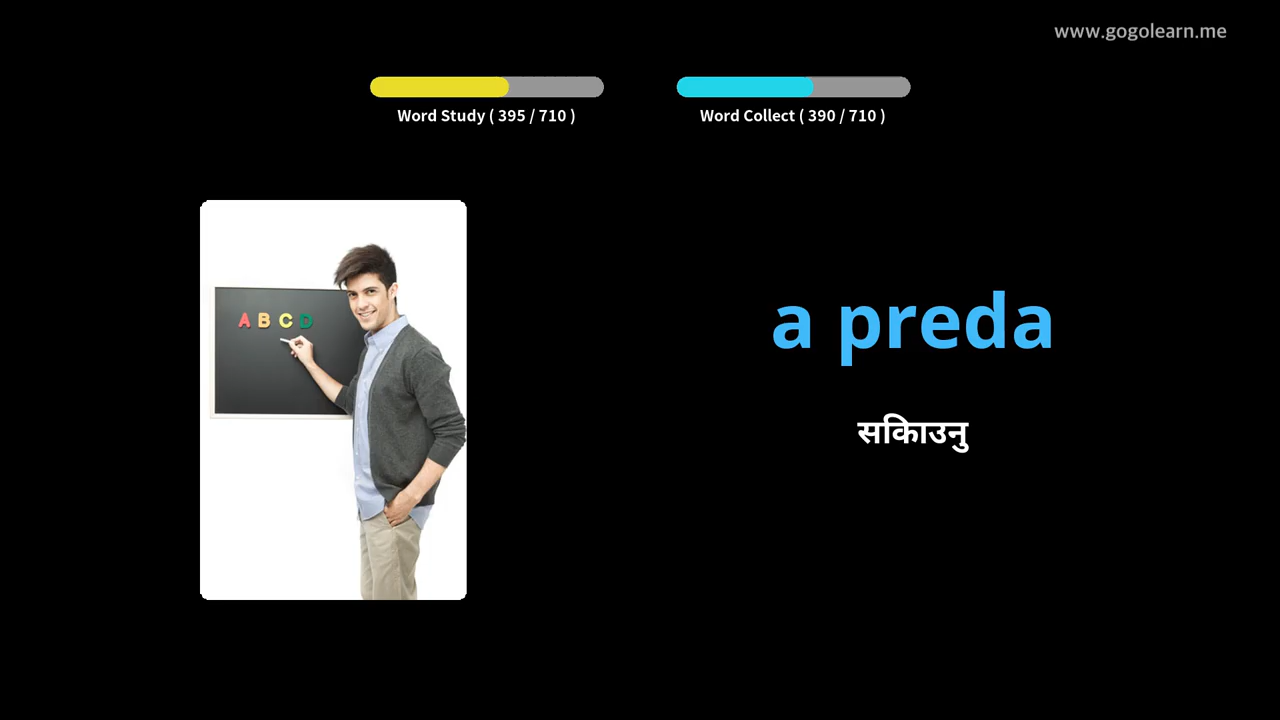 www.gogolearn.me
Word Study ( 395 / 710 )
Word Collect ( 390 / 710 )
A B C D
a preda
सकिाउनु